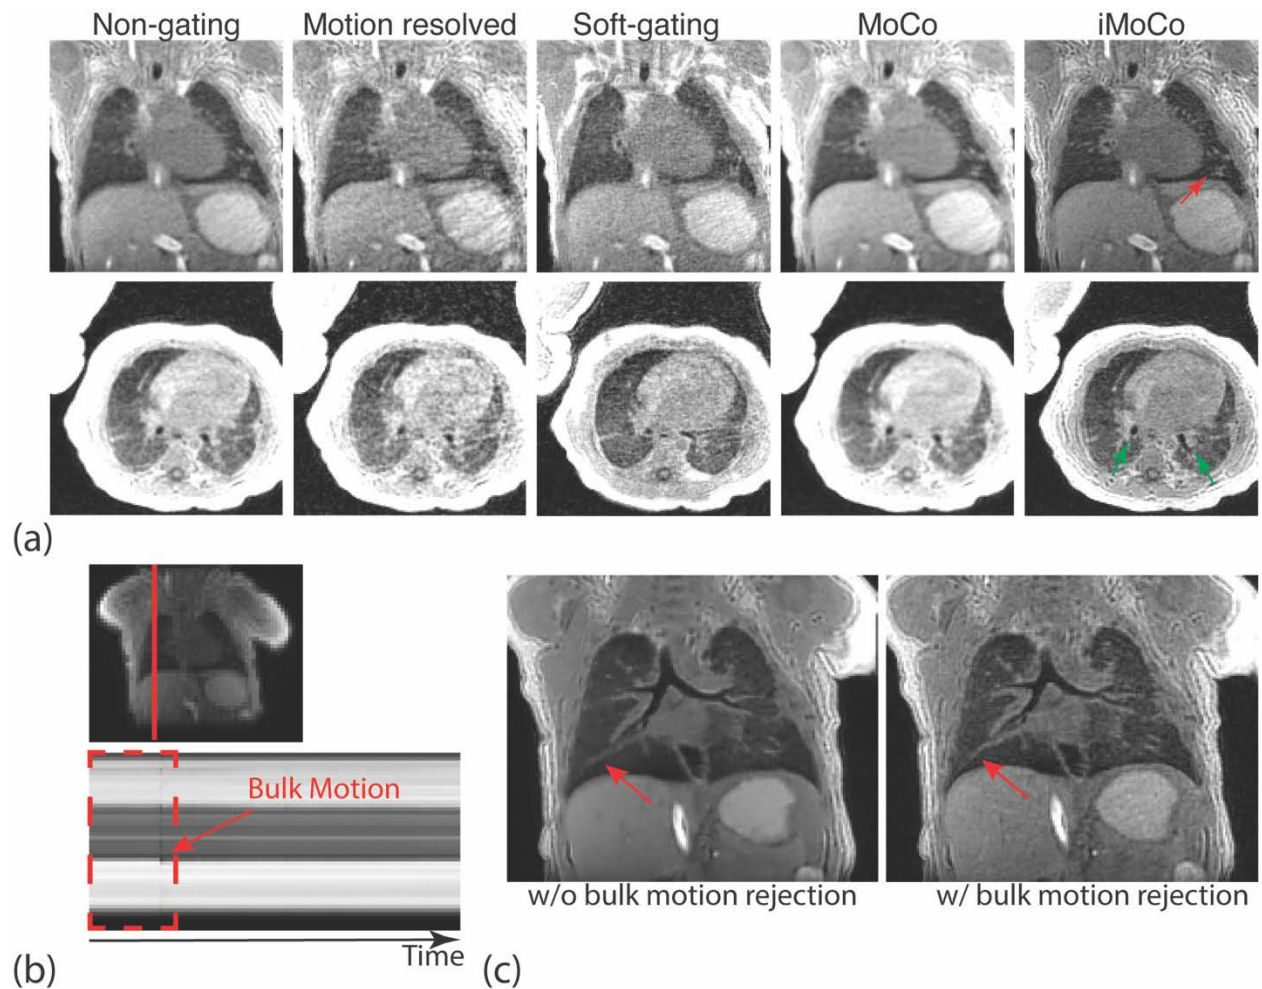 (a)
Non-gating
Motion resolved
Soft-gating
MoCo
iMoCo
(b)
Bulk Motion
Time
(c)
w/o bulk motion rejection
w/ bulk motion rejection